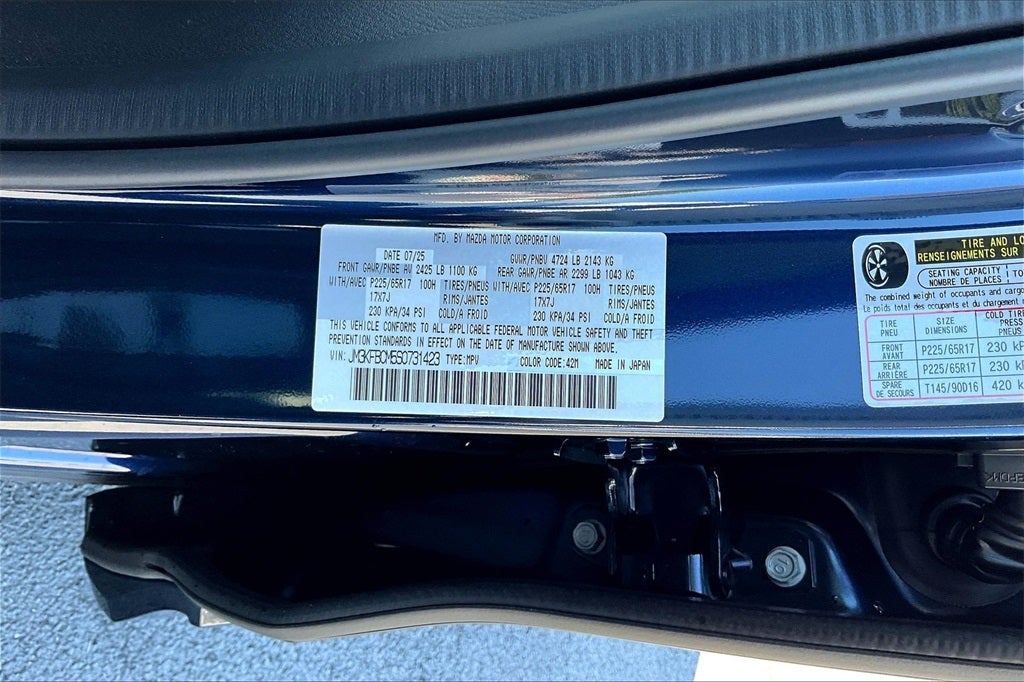 MFD. BY MAZDA MOTOR CORPORATION
DATE 07/25 GVWR/PNBV 4724 LB 2143 KG
FRONT GAWR/PNBE AV 2425 LB 1100 KG REAR GAWR/PNBE AR 2299 LB 1043 KG
WITH/AVEC P225/65R17 100H TIRES/PNEUS WITH/AVEC P225/65R17 100H TIRES/PNEUS
17X7J RIMS/JANTES 17X7J RIMS/JANTES
230 KPA/34 PSI COLD/A FROID 230 KPA/34 PSI COLD/A FROID
THIS VEHICLE CONFORMS TO ALL APPLICABLE FEDERAL MOTOR VEHICLE SAFETY AND THEFT
PREVENTION STANDARDS IN EFFECT ON THE DATE OF MANUFACTURE SHOWN ABOVE.
VIN: JM3KFBCM5S0731423 TYPE:MPV COLOR CODE:42M MADE IN JAPAN
TIRE AND LO
RENSEIGNEMENTS SUR
SEATING CAPACITY TO
NOMBRE DE PLACES
The combined weight of occupants and cargo
Le poids total des occupants et du chargement
TIRE PNEU SIZE DIMENSIONS COLD TIRE PRESS PNEUS
FRONT AVANT P225/65R17 230 k
REAR ARRIÈRE P225/65R17 230 k
SPARE DE SECOURS T145/90D16 420 k